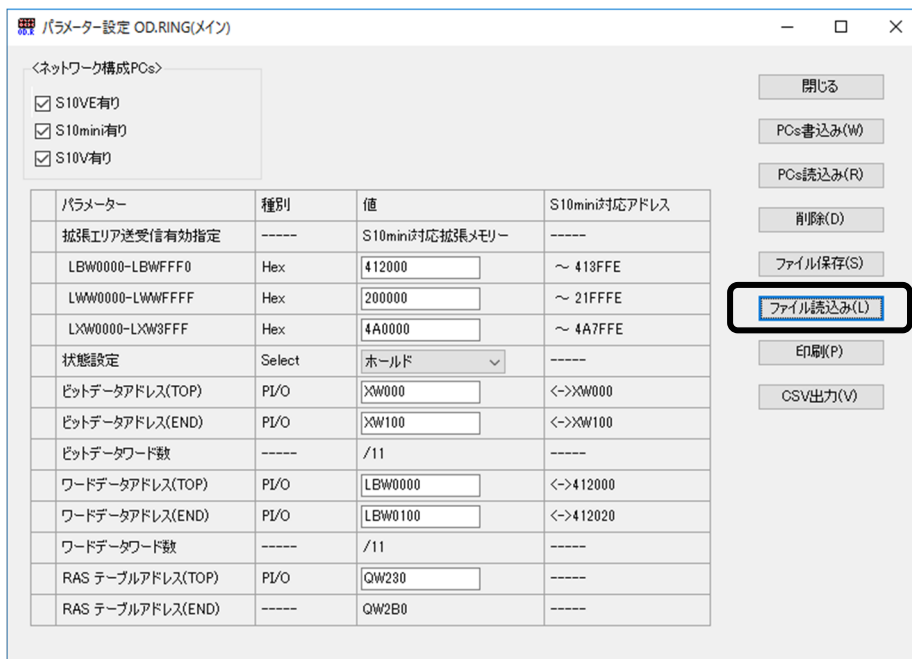 OD.R パラメーター設定 OD.RING(メイン)
<ネットワーク構成PCs>
S10VE有り
S10mini有り
S10V有り
閉じる
PCs書込み(W)
PCs読込み(R)
削除(D)
ファイル保存(S)
ファイル読込み(L)
印刷(P)
CSV出力(V)
パラメーター 種別 値 S10mini対応アドレス
拡張エリア送受信有効指定 ----- S10mini対応拡張メモリー -----
LBW0000-LBWFFF0 Hex 412000 ~ 413FFE
LWW0000-LWWFFFF Hex 200000 ~ 21FFFE
LXW0000-LXW3FFF Hex 4A0000 ~ 4A7FFE
状態設定 Select ホールド -----
ビットデータアドレス(TOP) PI/O XW000 <->XW000
ビットデータアドレス(END) PI/O XW100 <->XW100
ビットデータワード数 ----- /11 -----
ワードデータアドレス(TOP) PI/O LBW0000 <->412000
ワードデータアドレス(END) PI/O LBW0100 <->412020
ワードデータワード数 ----- /11 -----
RAS テーブルアドレス(TOP) PI/O QW230 -----
RAS テーブルアドレス(END) ----- QW2B0 -----